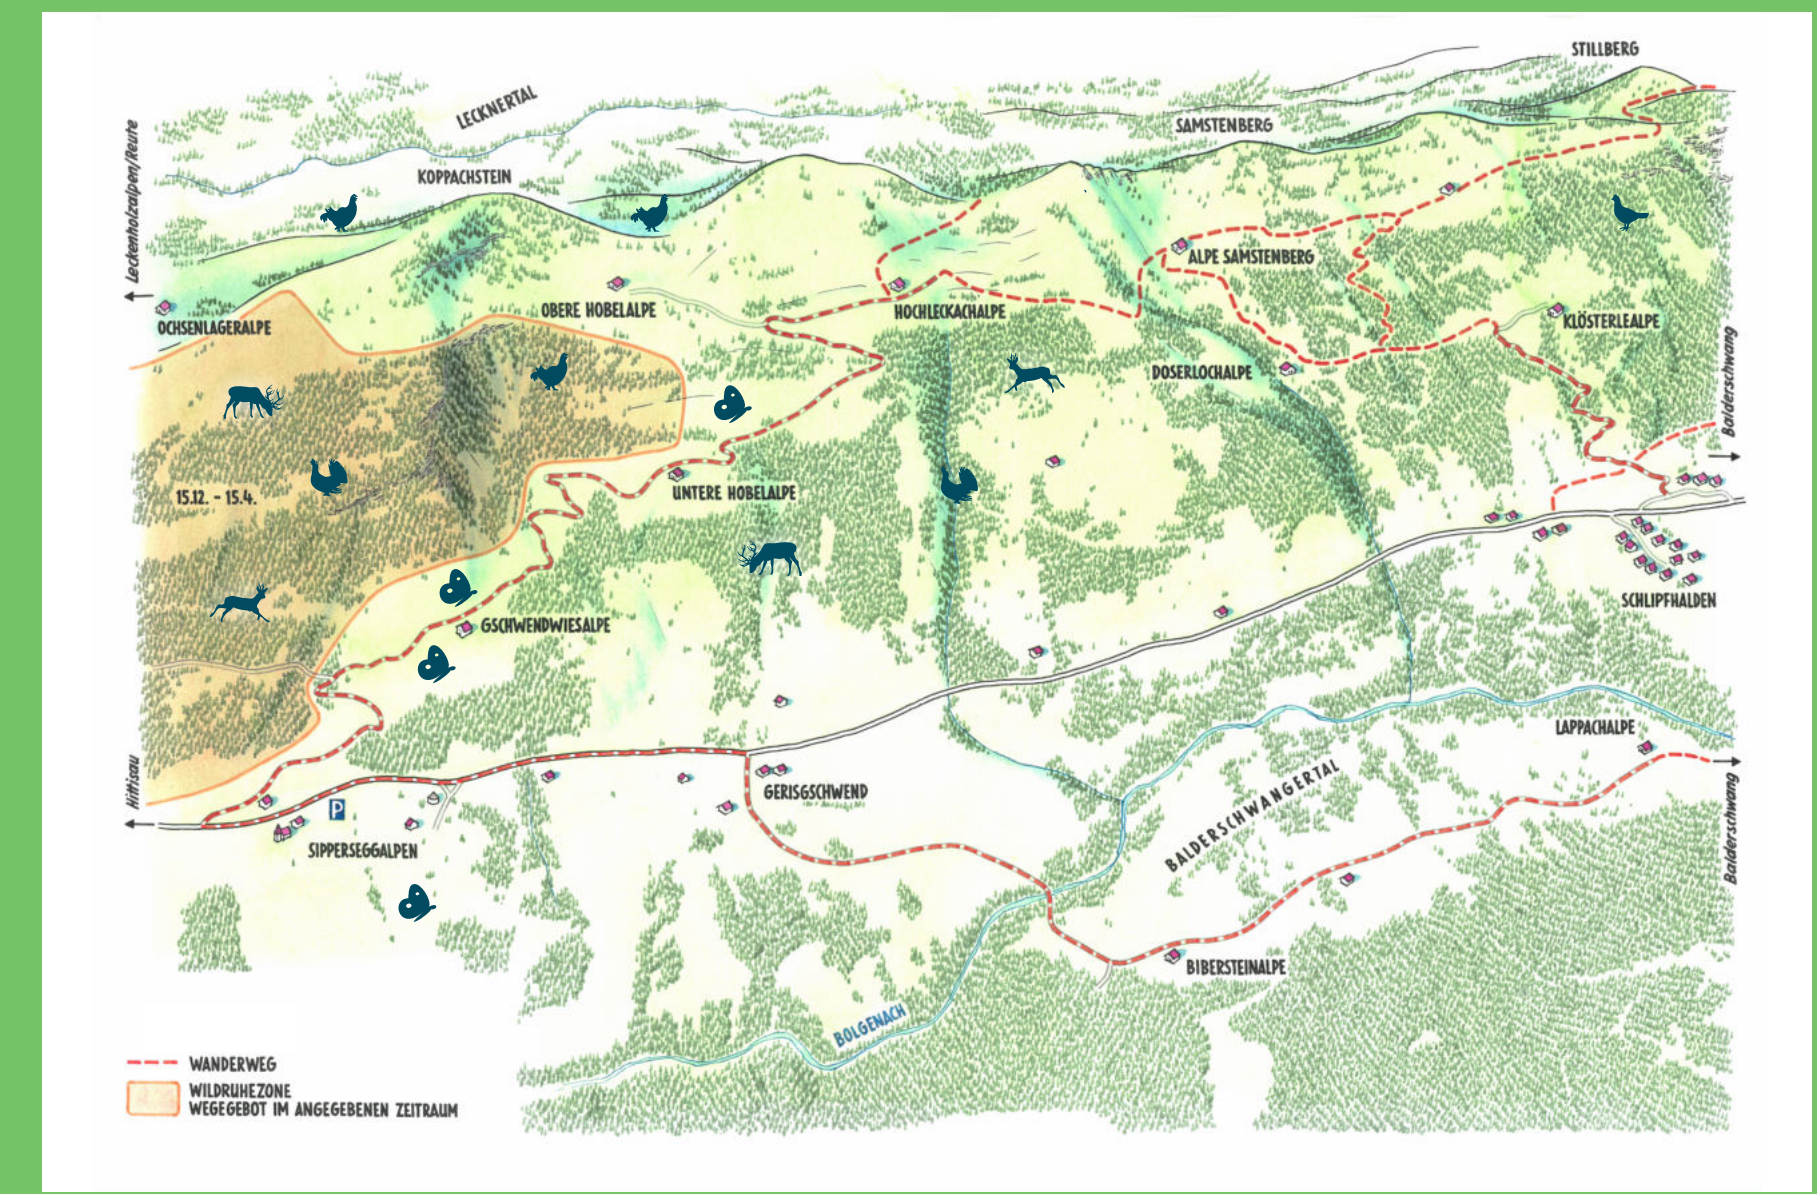 STILLBERG
LECKNERTAL
SAMSTENBERG
KOPPACHSTEIN
Leckenholzalpen/Reute
ALPE SAMSTENBERG
OCHSENLAGERALPE
OBERE HOBELALPE
HOCHLECKACHALPE
KLÖSTERLEALPE
DOSERLOCHALPE
Balderschwang
15.12. - 15.4.
UNTERE HOBELALPE
SCHLIPFHALDEN
GSCHWENDWIESALPE
LAPPACHALPE
Hittisau
P
GERISGSCHWEND
BALDERSCHWANGERTAL
Balderschwang
SIPPERSEGGALPEN
BIBERSTEINALPE
BOLGENACH
WANDERWEG
WILDRUHEZONE
WEGEGEBOT IM ANGEGEBENEN ZEITRAUM